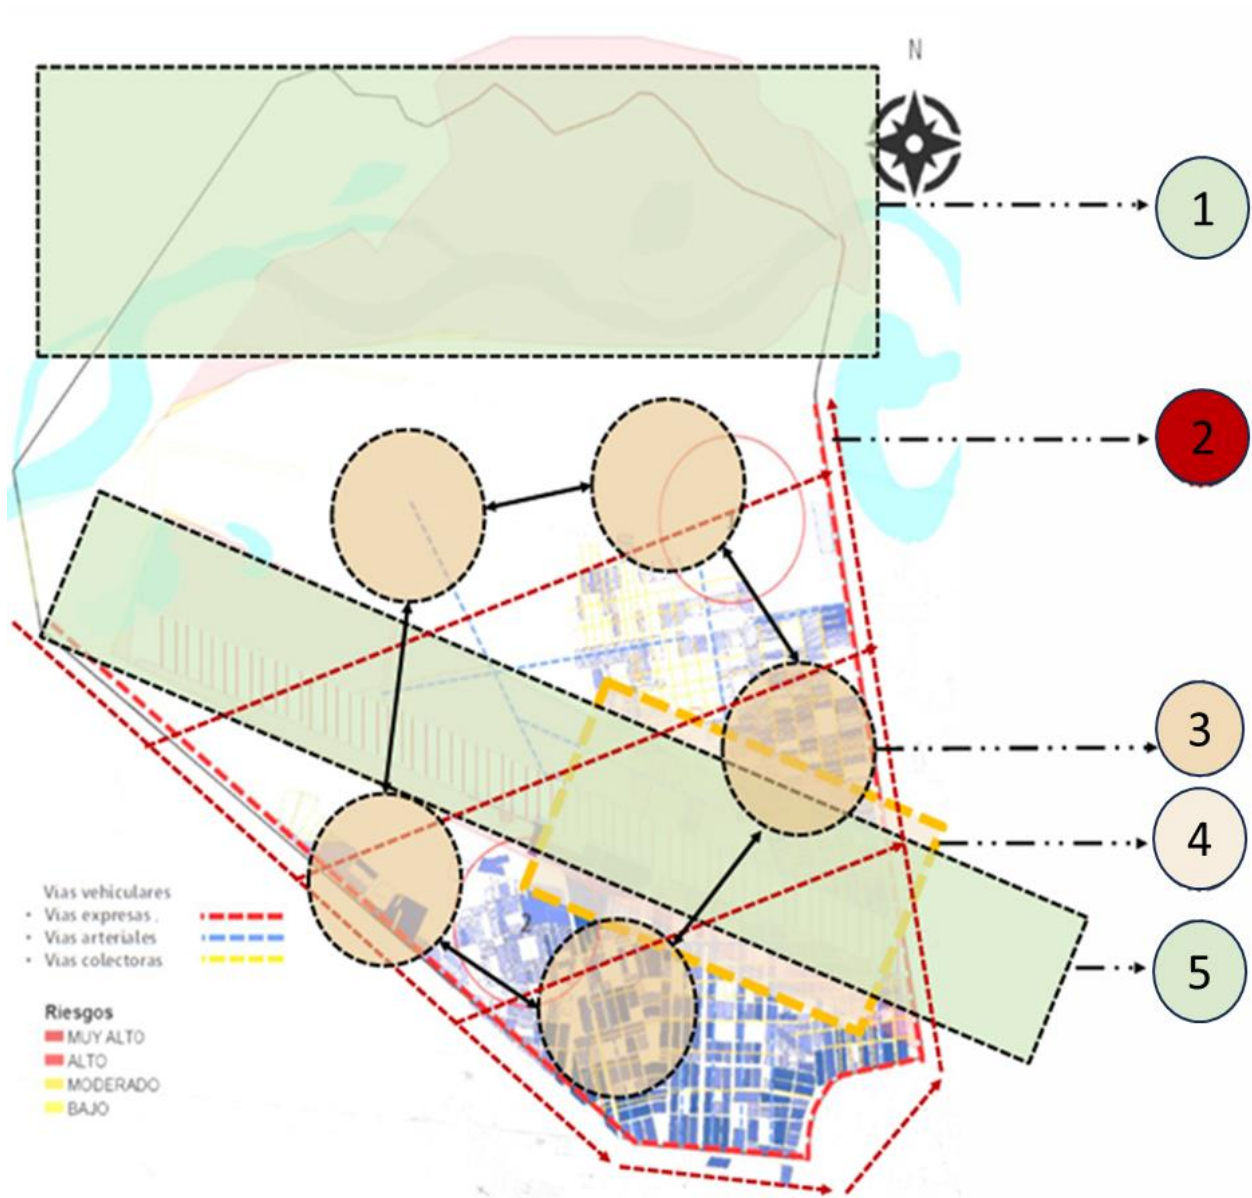 N
1
2
3
4
5
2
Vias vehiculares
• Vias expresas .
• Vias arteriales
• Vias colectoras
Riesgos
MUY ALTO
ALTO
MODERADO
BAJO